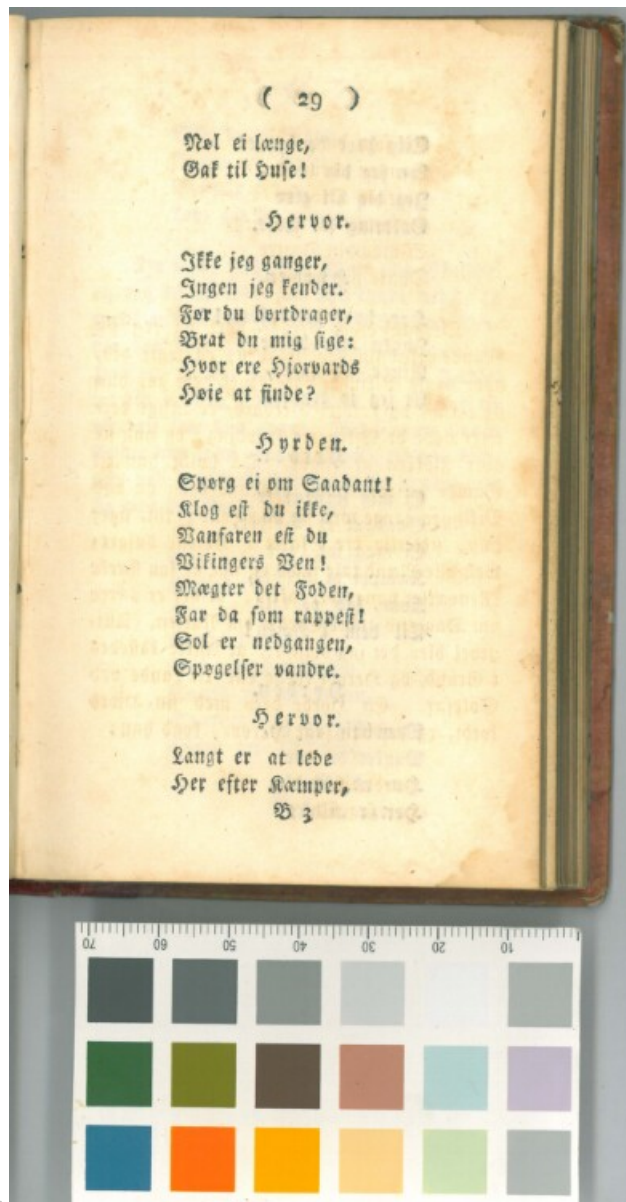 ( 29 )
Nøl ei længe,
Gak til Huse!
Hervor.
Ikke jeg ganger,
Ingen jeg kender.
Før du bortdrager,
Brat du mig sige:
Hvor ere Hjorvards
Høie at finde?
Hyrden.
Spørg ei om Saadant!
Klog est du ikke,
Vanfaren est du
Vikingers Ven!
Mægter det Foden,
Far da som rappest!
Sol er nedgangen,
Spøgelser vandre.
Hervor.
Langt er at lede
Her efter Kæmper,
B 3
70 60 50 40 30 20 10